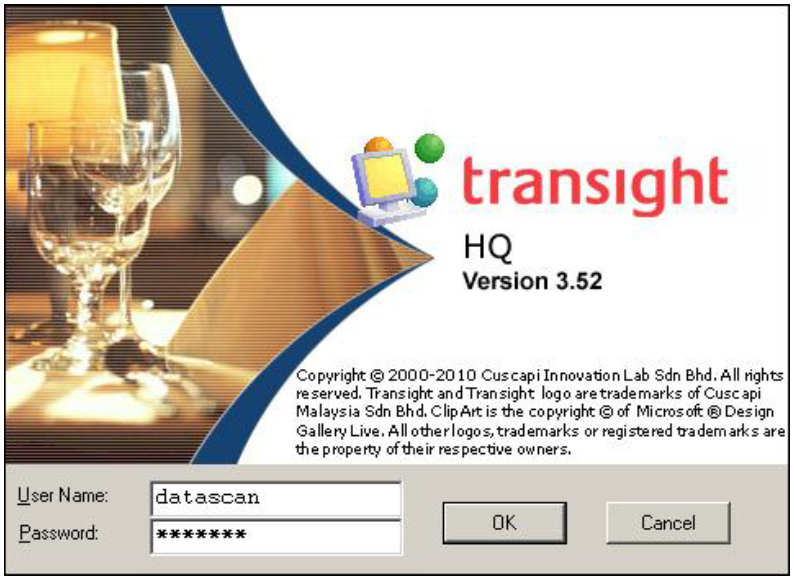 transight
HQ
Version 3.52
Copyright © 2000-2010 Cuscapi Innovation Lab Sdn Bhd. All rights
reserved. Transight and Transight logo are trademarks of Cuscapi
Malaysia Sdn Bhd. ClipArt is the copyright © of Microsoft ® Design
Gallery Live. All other logos, trademarks or registered trademarks are
the property of their respective owners.
User Name: datascan
Password: *******
OK Cancel